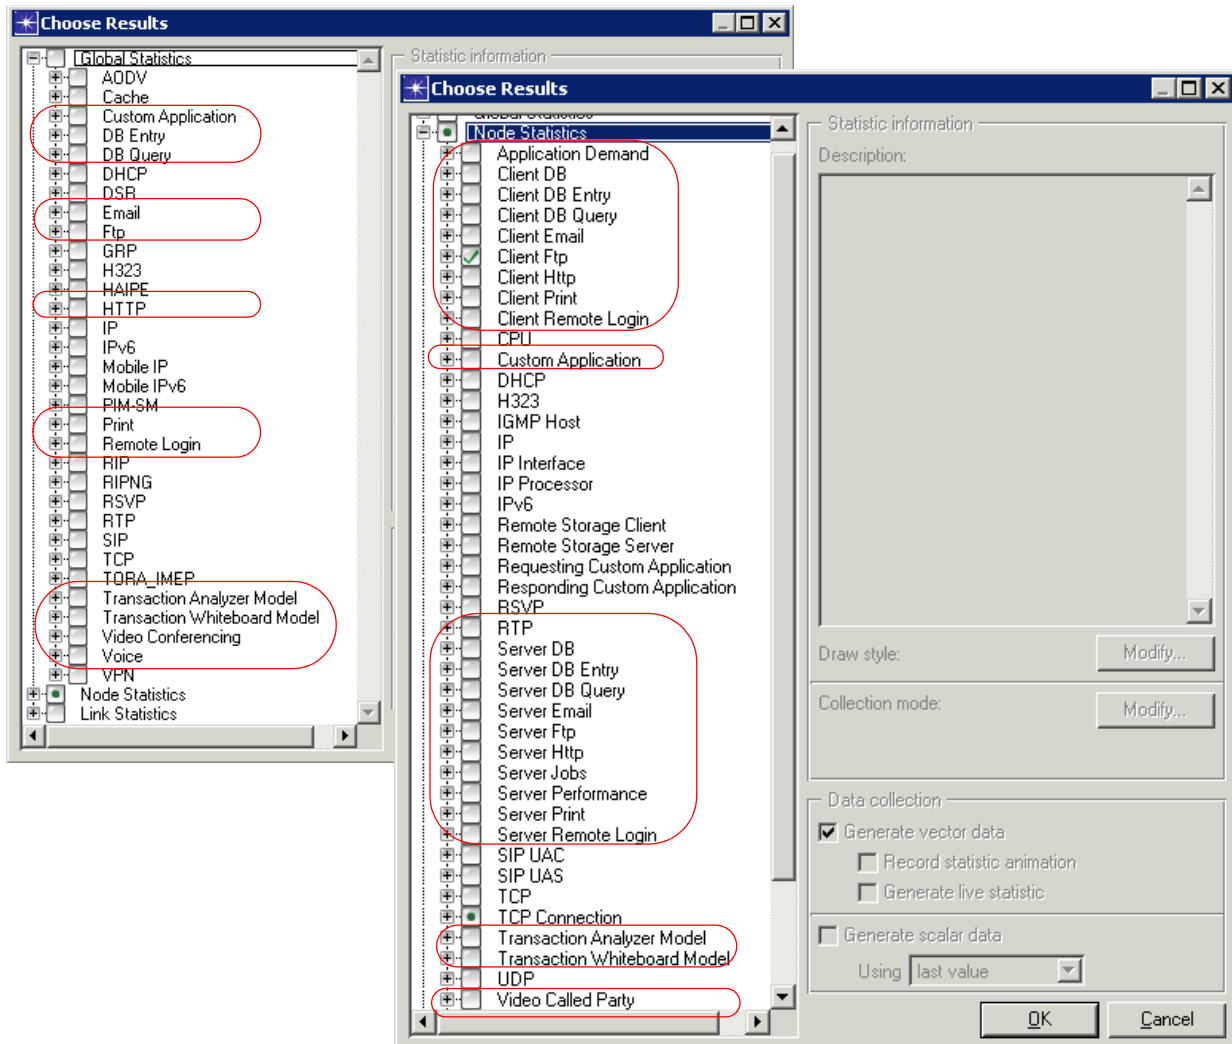 Choose Results
Global Statistics
AODV
Cache
Custom Application
DB Entry
DB Query
DHCP
DSR
Email
Ftp
GRP
H323
HAIPE
HTTP
IP
IPv6
Mobile IP
Mobile IPv6
PIM-SM
Print
Remote Login
RIP
RIPNG
RSVP
RTP
SIP
TCP
TORA_IMEP
Transaction Analyzer Model
Transaction Whiteboard Model
Video Conferencing
Voice
VPN
Node Statistics
Link Statistics
Statistic information
Choose Results
Global Statistics
Node Statistics
Application Demand
Client DB
Client DB Entry
Client DB Query
Client Email
Client Ftp
Client Http
Client Print
Client Remote Login
CPU
Custom Application
DHCP
H323
IGMP Host
IP
IP Interface
IP Processor
IPv6
Remote Storage Client
Remote Storage Server
Requesting Custom Application
Responding Custom Application
RSVP
RTP
Server DB
Server DB Entry
Server DB Query
Server Email
Server Ftp
Server Http
Server Jobs
Server Performance
Server Print
Server Remote Login
SIP UAC
SIP UAS
TCP
TCP Connection
Transaction Analyzer Model
Transaction Whiteboard Model
UDP
Video Called Party
Statistic information
Description:
Draw style:
Modify...
Collection mode:
Modify...
Data collection
Generate vector data
Record statistic animation
Generate live statistic
Generate scalar data
Using last value
OK
Cancel